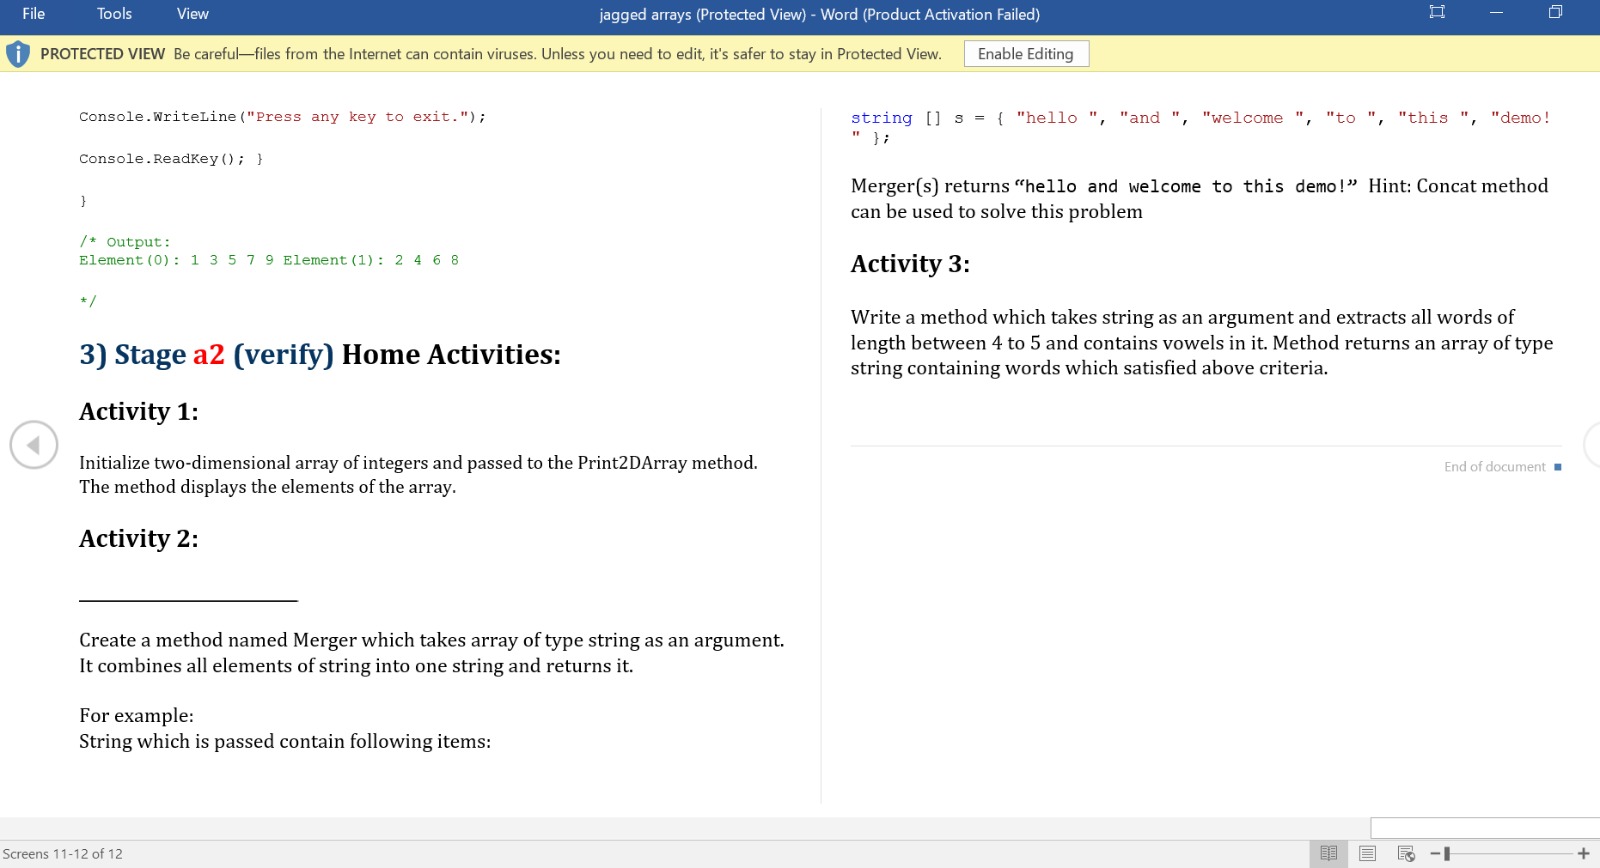 File Tools View jagged arrays (Protected View) - Word (Product Activation Failed)
PROTECTED VIEW Be careful—files from the Internet can contain viruses. Unless you need to edit, it's safer to stay in Protected View. Enable Editing
Console.WriteLine("Press any key to exit.");
Console.ReadKey(); }
}
/* Output:
Element(0): 1 3 5 7 9 Element(1): 2 4 6 8
*/
3) Stage a2 (verify) Home Activities:
Activity 1:
Initialize two-dimensional array of integers and passed to the Print2DArray method.
The method displays the elements of the array.
Activity 2:
Create a method named Merger which takes array of type string as an argument.
It combines all elements of string into one string and returns it.
For example:
String which is passed contain following items:
string [] s = { "hello ", "and ", "welcome ", "to ", "this ", "demo!
" };
Merger(s) returns “hello and welcome to this demo!” Hint: Concat method
can be used to solve this problem
Activity 3:
Write a method which takes string as an argument and extracts all words of
length between 4 to 5 and contains vowels in it. Method returns an array of type
string containing words which satisfied above criteria.
End of document
Screens 11-12 of 12